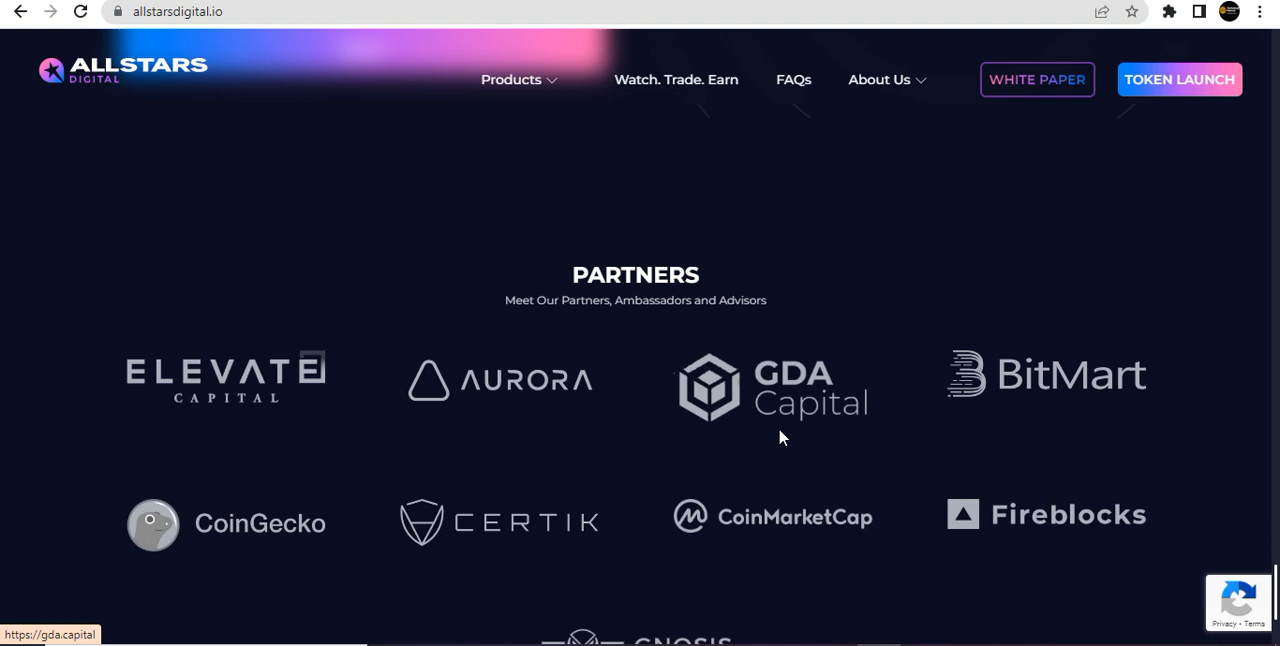 allstarsdigital.io
ALLSTARS
DIGITAL
Products
Watch. Trade. Earn
FAQs
About Us
WHITE PAPER
TOKEN LAUNCH
PARTNERS
Meet Our Partners, Ambassadors and Advisors
ELEVATE
CAPITAL
AURORA
GDA
Capital
BitMart
CoinGecko
CERTIK
CoinMarketCap
Fireblocks
GNOSIS
Privacy - Terms
https://gda.capital